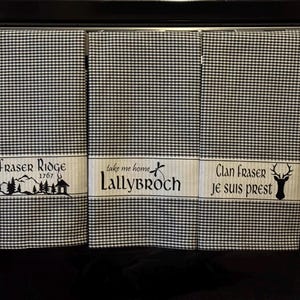 Fraser Ridge
1767
take me home
Lallybroch
Clan Fraser
je suis prest